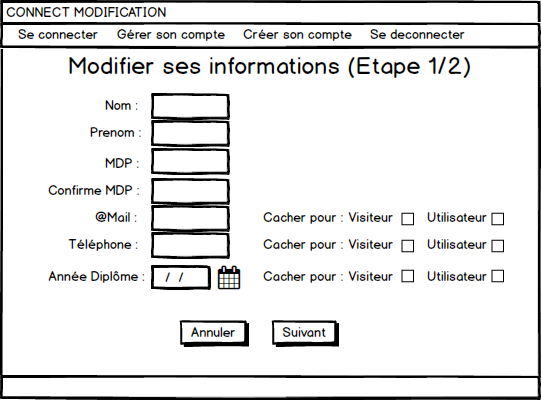 CONNECT MODIFICATION
Se connecter Gérer son compte Créer son compte Se deconnecter
Modifier ses informations (Etape 1/2)
Nom :
Prenom :
MDP :
Confirme MDP :
@Mail : Cacher pour : Visiteur Utilisateur
Téléphone : Cacher pour : Visiteur Utilisateur
Année Diplôme : / / Cacher pour : Visiteur Utilisateur
Annuler Suivant